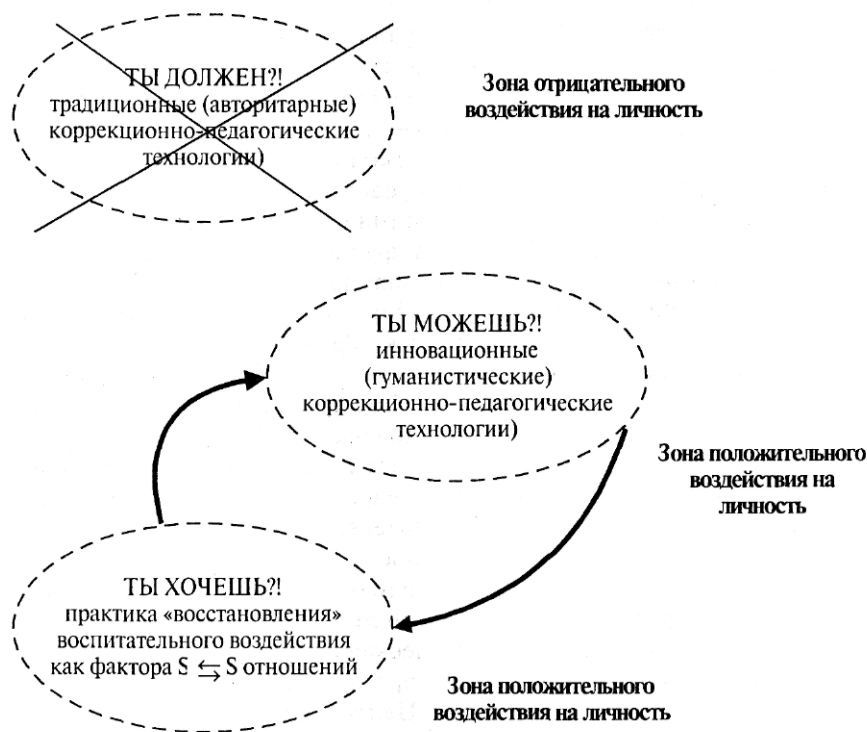 ТЫ ДОЛЖЕН?!
традиционные (авторитарные)
коррекционно-педагогические
технологии)
Зона отрицательного
воздействия на личность
ТЫ МОЖЕШЬ?!
инновационные
(гуманистические)
коррекционно-педагогические
технологии)
Зона положительного
воздействия на
личность
ТЫ ХОЧЕШЬ?!
практика «восстановления»
воспитательного воздействия
как фактора S ⇆ S отношений
Зона положительного
воздействия на личность